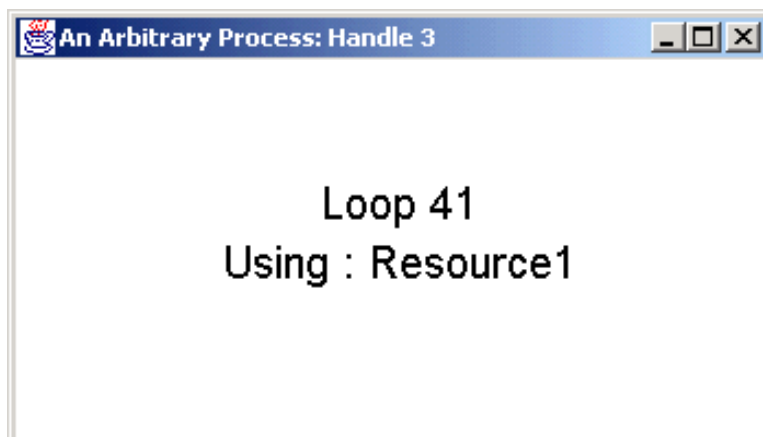 An Arbitrary Process: Handle 3
Loop 41
Using : Resource1